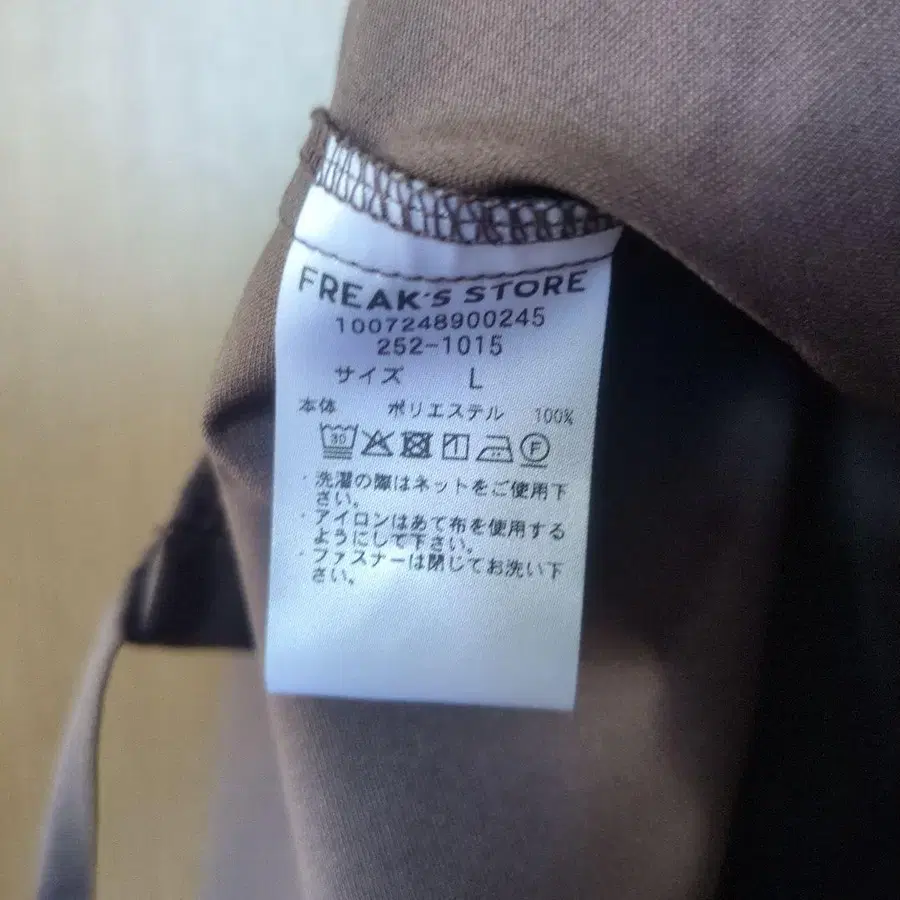 FREAK'S STORE
1007248900245
252-1015
サイズ L
本体 ポリエステル 100%
30 F
・洗濯の際はネットをご使用下
さい。
・アイロンはあて布を使用する
ようにして下さい。
・ファスナーは閉じてお洗い下
さい。